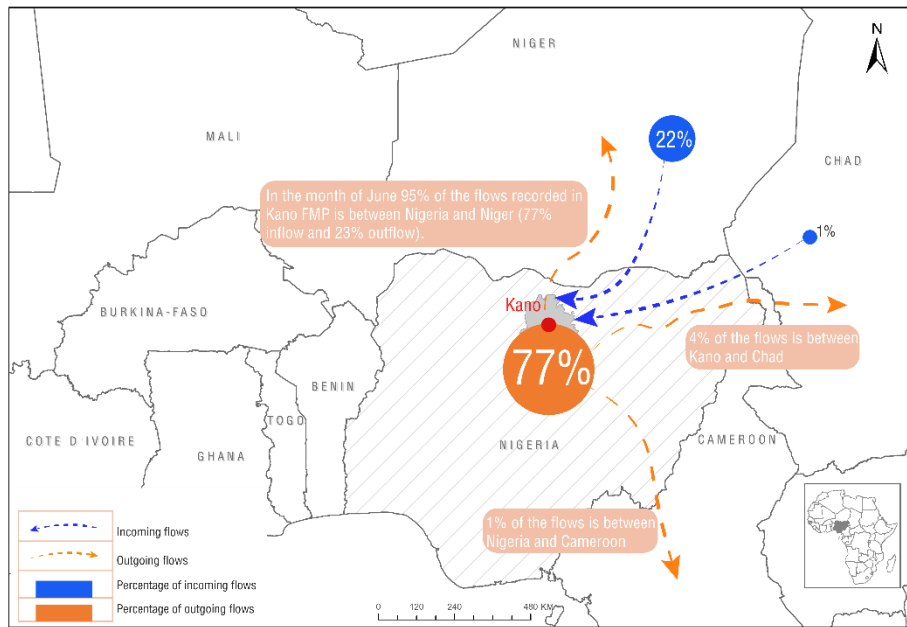 N
NIGER
MALI
22%
CHAD
In the month of June 95% of the flows recorded in
Kano FMP is between Nigeria and Niger (77%
inflow and 23% outflow).
1%
Kano
BURKINA-FASO
4% of the flows is between
Kano and Chad
77%
BENIN
TOGO
COTE D'IVOIRE
GHANA
NIGERIA
CAMEROON
1% of the flows is between
Nigeria and Cameroon
Incoming flows
Outgoing flows
Percentage of incoming flows
Percentage of outgoing flows
0 120 240 480 KM